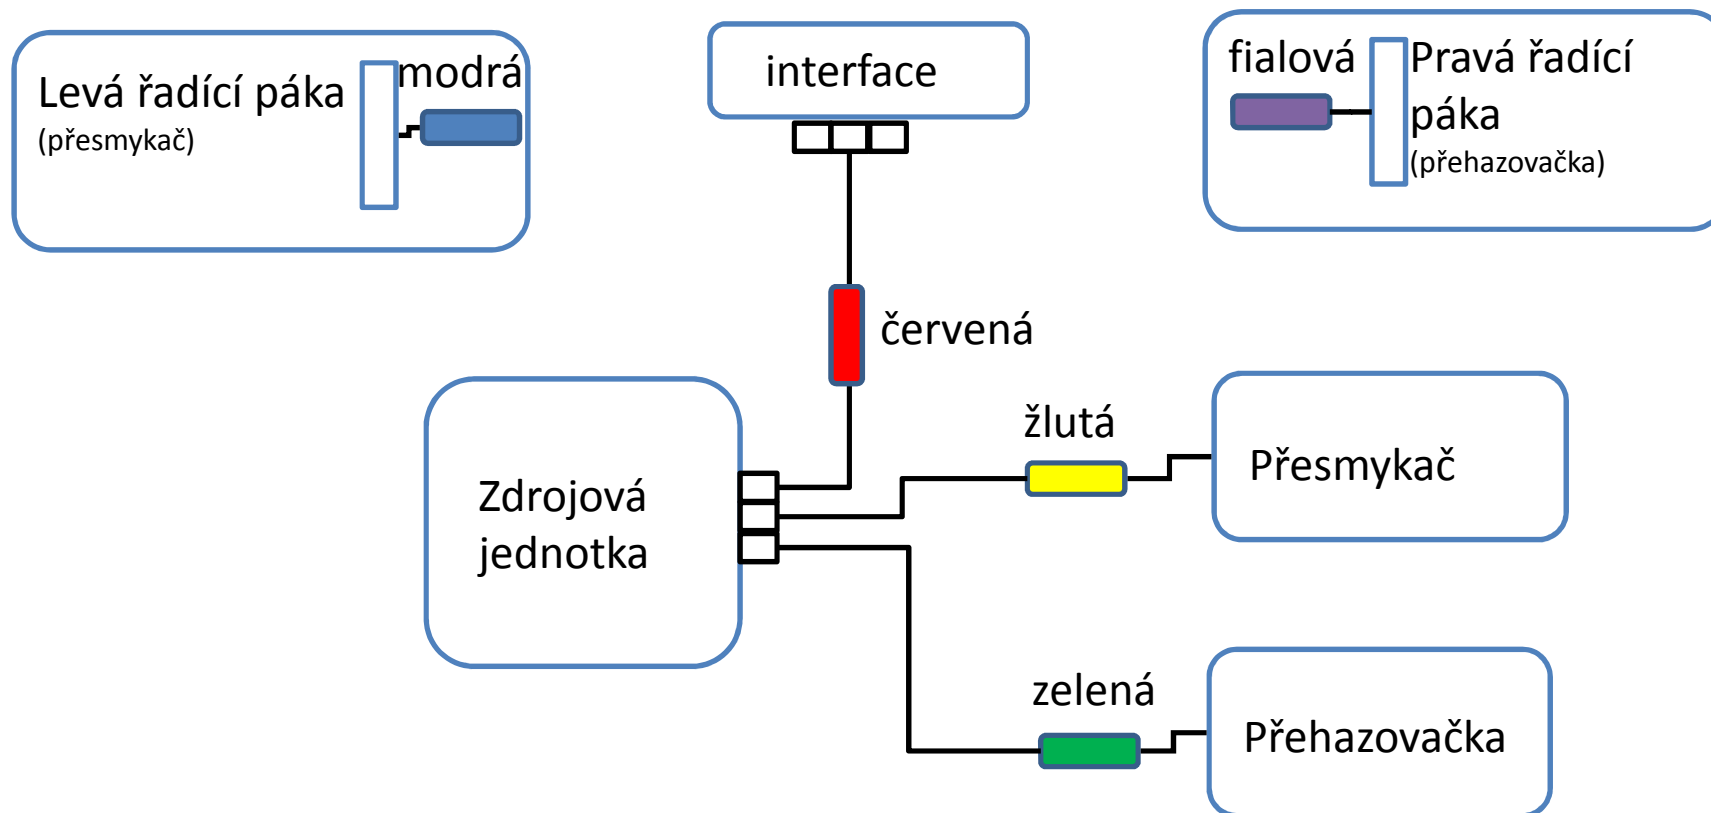 Levá řadící páka
(přesmykač)
modrá
interface
fialová
Pravá řadící
páka
(přehazovačka)
červená
žlutá
Přesmykač
Zdrojová
jednotka
zelená
Přehazovačka